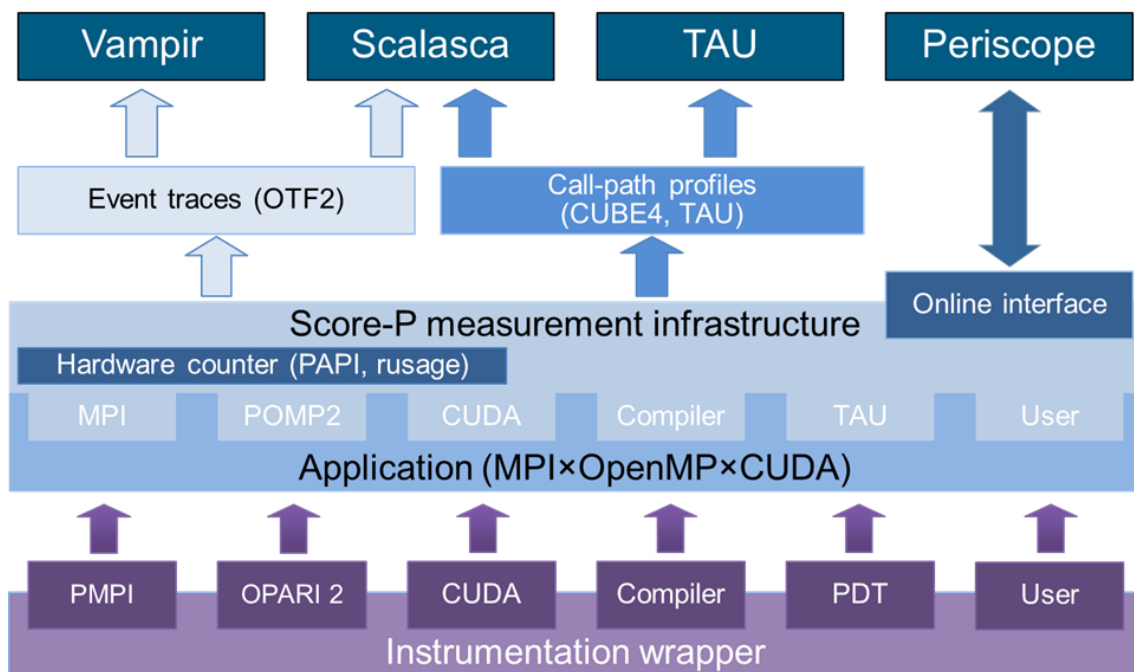 Vampir
Scalasca
TAU
Periscope
Event traces (OTF2)
Call-path profiles
(CUBE4, TAU)
Online interface
Score-P measurement infrastructure
Hardware counter (PAPI, rusage)
MPI
POMP2
CUDA
Compiler
TAU
User
Application (MPI×OpenMP×CUDA)
PMPI
OPARI 2
CUDA
Compiler
PDT
User
Instrumentation wrapper